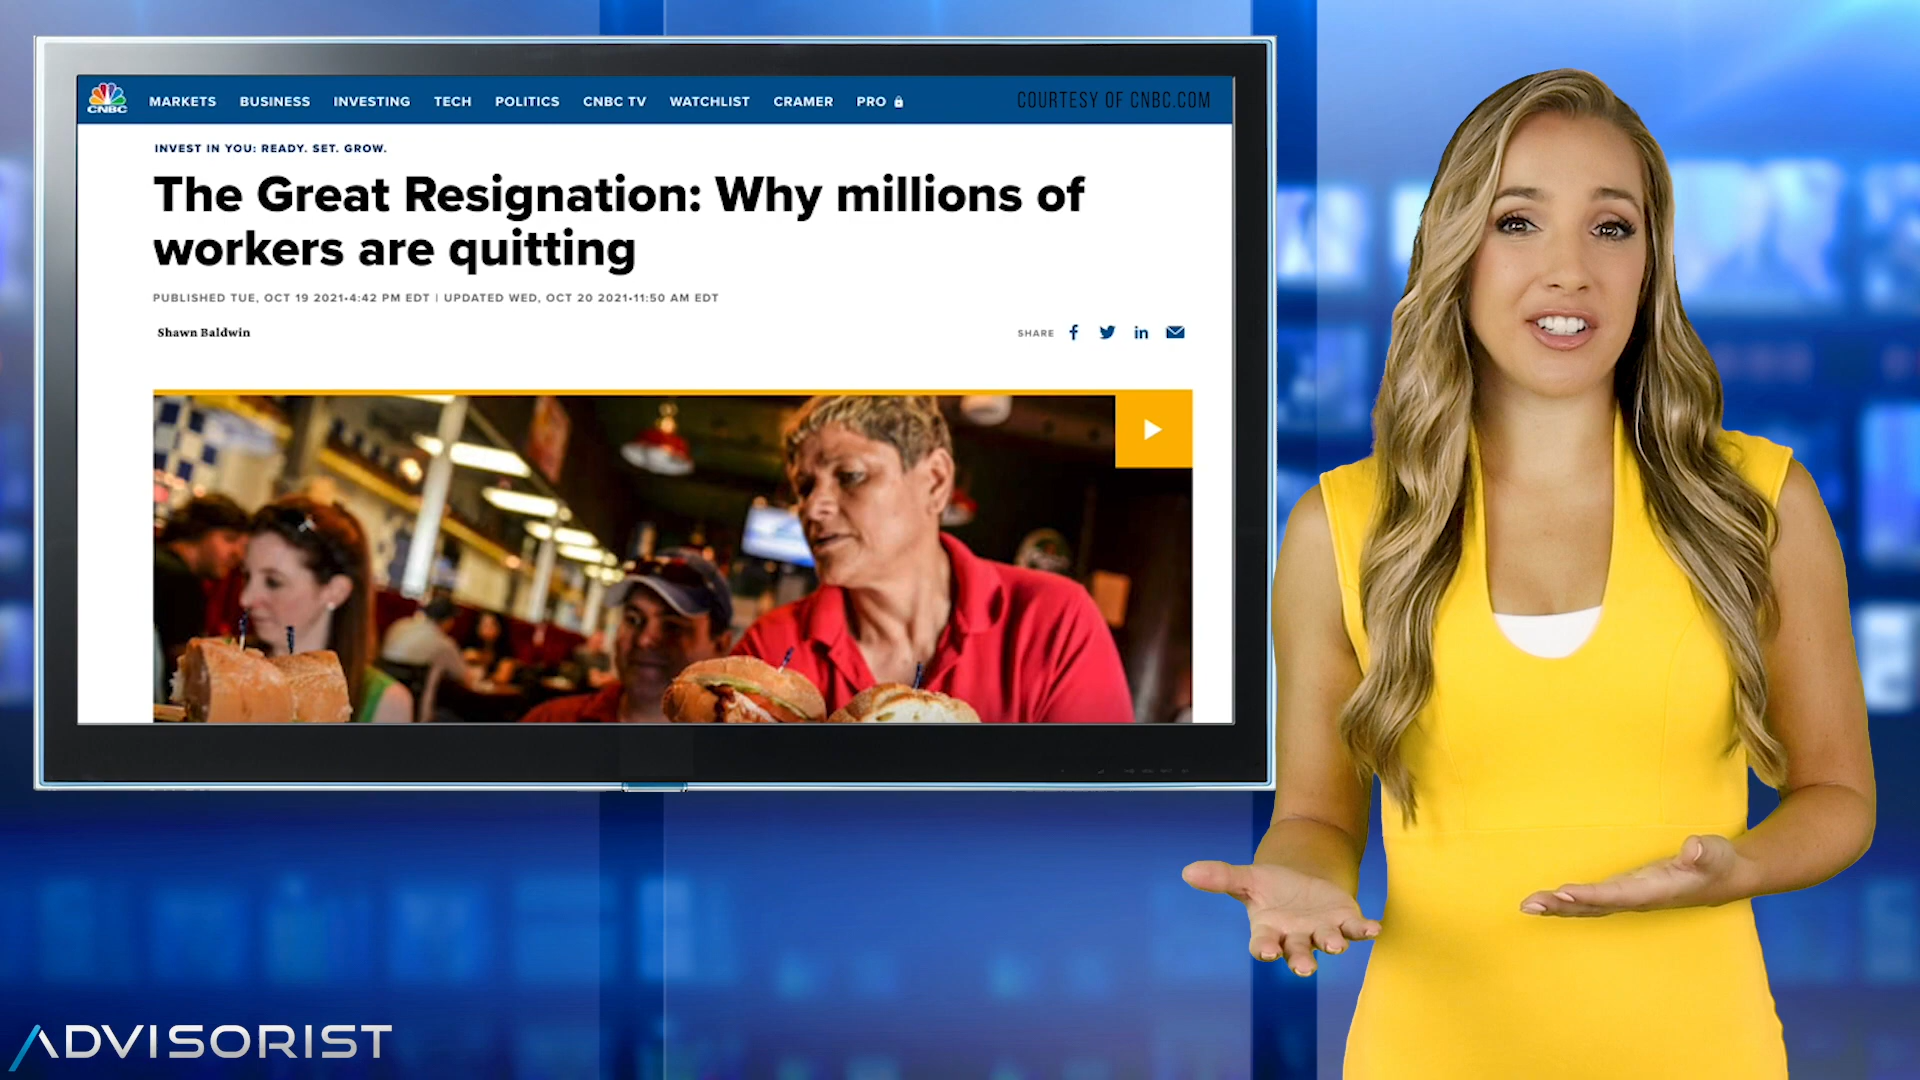 CNBC MARKETS BUSINESS INVESTING TECH POLITICS CNBC TV WATCHLIST CRAMER PRO COURTESY OF CNBC.COM
INVEST IN YOU: READY. SET. GROW.
The Great Resignation: Why millions of
workers are quitting
PUBLISHED TUE, OCT 19 2021•4:42 PM EDT | UPDATED WED, OCT 20 2021•11:50 AM EDT
Shawn Baldwin SHARE
ADVISORIST